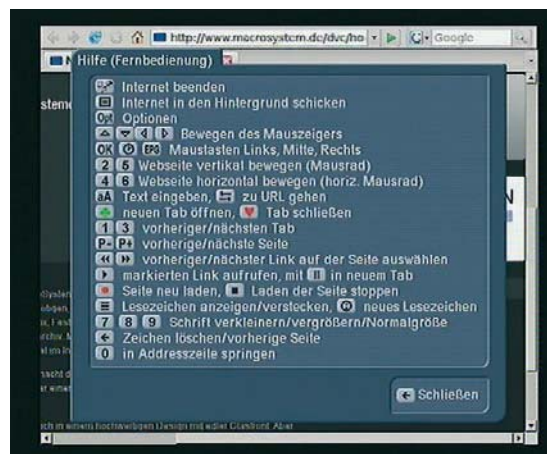 http://www.macrosystem.de/dvc/ho
Google
Hilfe (Fernbedienung)
Internet beenden
Internet in den Hintergrund schicken
Opt Optionen
Bewegen des Mauszeigers
OK EPG Maustasten Links, Mitte, Rechts
2 5 Webseite vertikal bewegen (Mausrad)
4 6 Webseite horizontal bewegen (horiz. Mausrad)
äA Text eingeben, zu URL gehen
neuen Tab öffnen, Tab schließen
1 3 vorheriger/nächsten Tab
P- P+ vorherige/nächste Seite
vorheriger/nächster Link auf der Seite auswählen
markierten Link aufrufen, mit in neuem Tab
Seite neu laden, Laden der Seite stoppen
Lesezeichen anzeigen/verstecken, neues Lesezeichen
7 8 9 Schrift verkleinern/vergrößern/Normalgröße
Zeichen löschen/vorherige Seite
0 in Addresszeile springen
Schließen